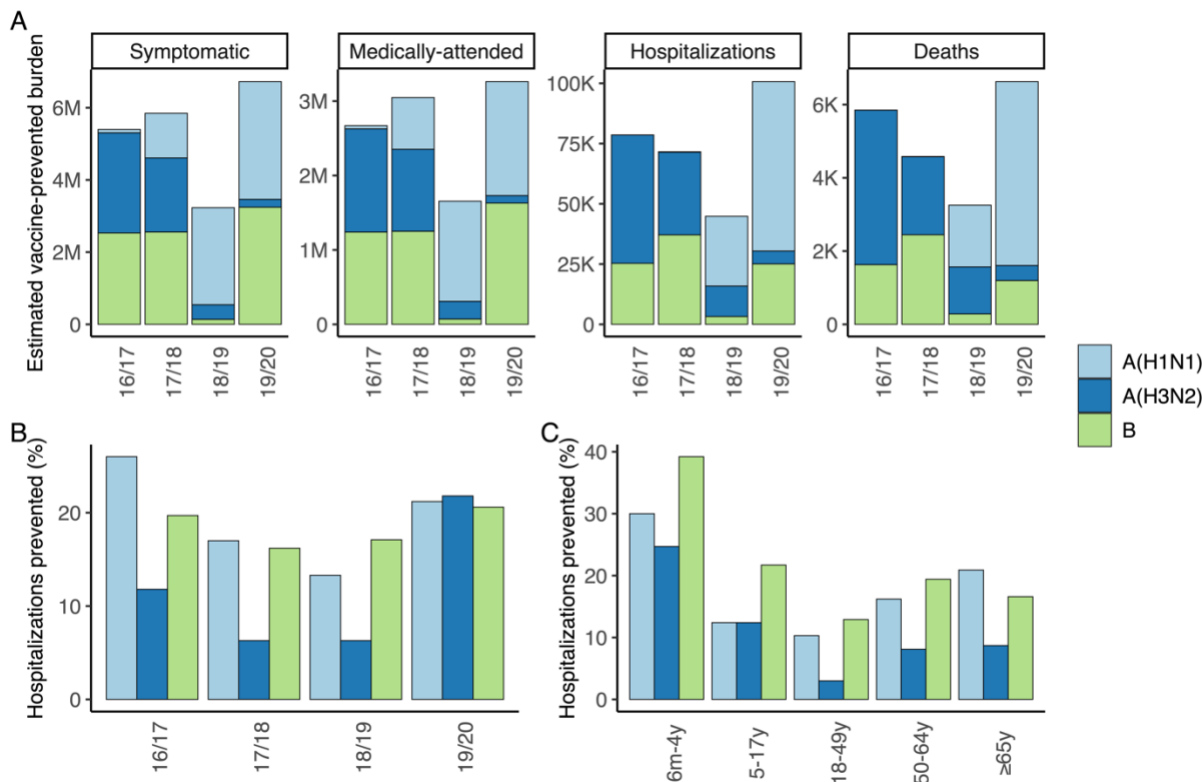 A
Symptomatic
Medically-attended
Hospitalizations
Deaths
Estimated vaccine-prevented burden
6M
4M
2M
0
16/17
17/18
18/19
19/20
3M
2M
1M
0
16/17
17/18
18/19
19/20
100K
75K
50K
25K
0
16/17
17/18
18/19
19/20
6K
4K
2K
0
16/17
17/18
18/19
19/20
A(H1N1)
A(H3N2)
B
B
Hospitalizations prevented (%)
20
10
0
16/17
17/18
18/19
19/20
C
Hospitalizations prevented (%)
40
30
20
10
0
6m-4y
5-17y
18-49y
50-64y
≥65y